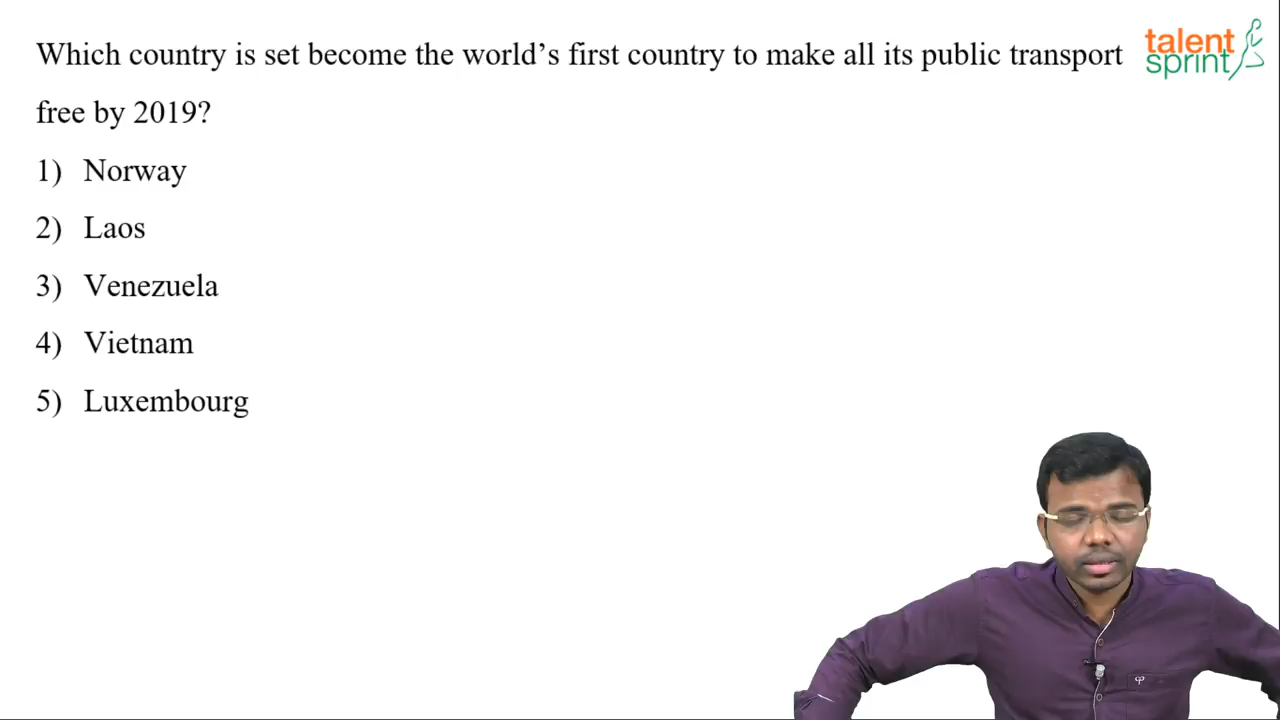 Which country is set become the world’s first country to make all its public transport
free by 2019?
1) Norway
2) Laos
3) Venezuela
4) Vietnam
5) Luxembourg
talent
sprint